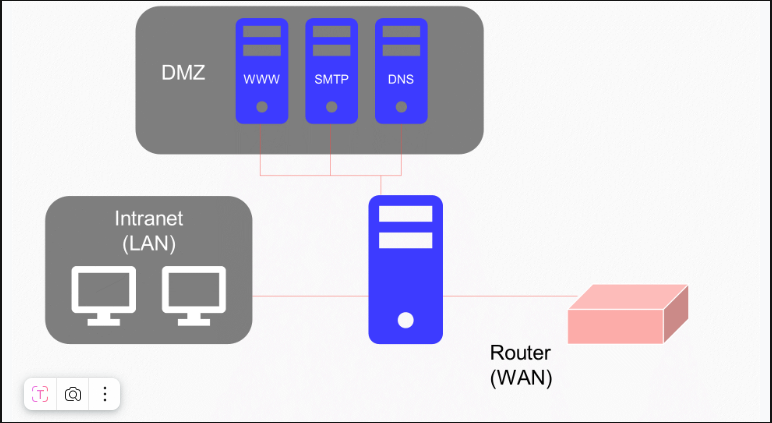 DMZ
WWW
SMTP
DNS
Intranet
(LAN)
Router
(WAN)
T